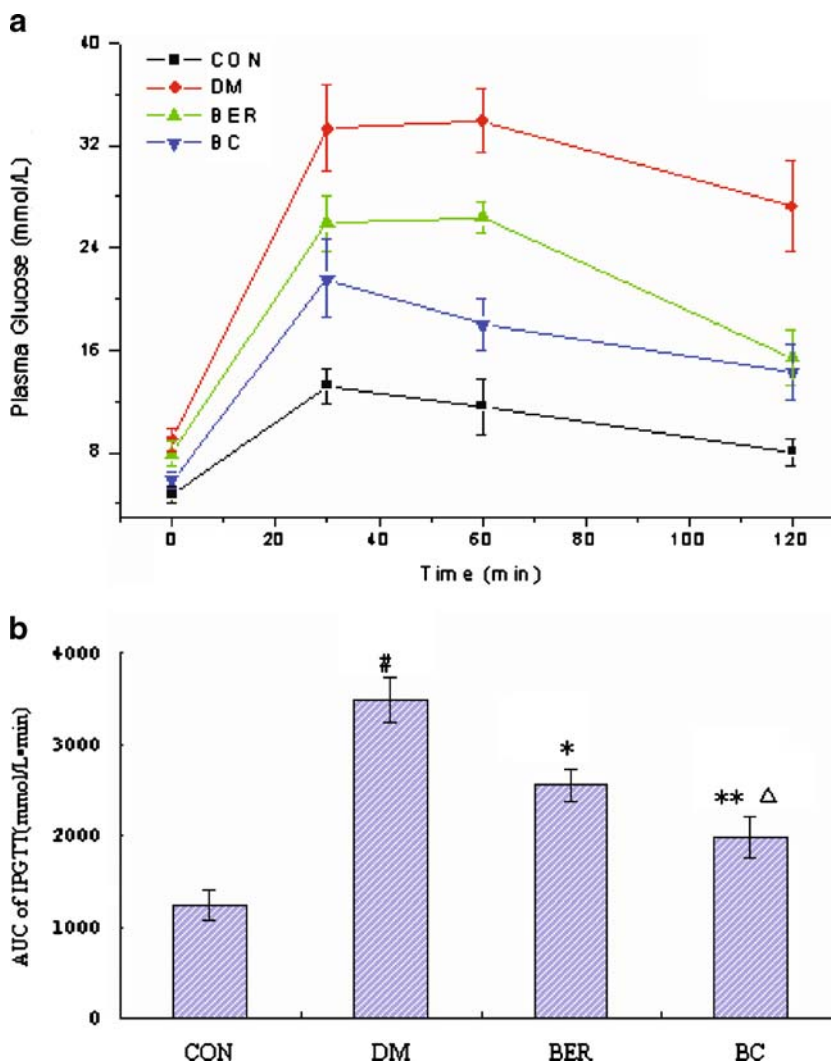 a
40
32
24
16
8
Plasma Glucose (mmol/L)
CON
DM
BER
BC
0 20 40 60 80 100 120
Time (min)
b
4000
3000
2000
1000
0
AUC of IPGTT(mmol/L•min)
#
*
** △
CON DM BER BC